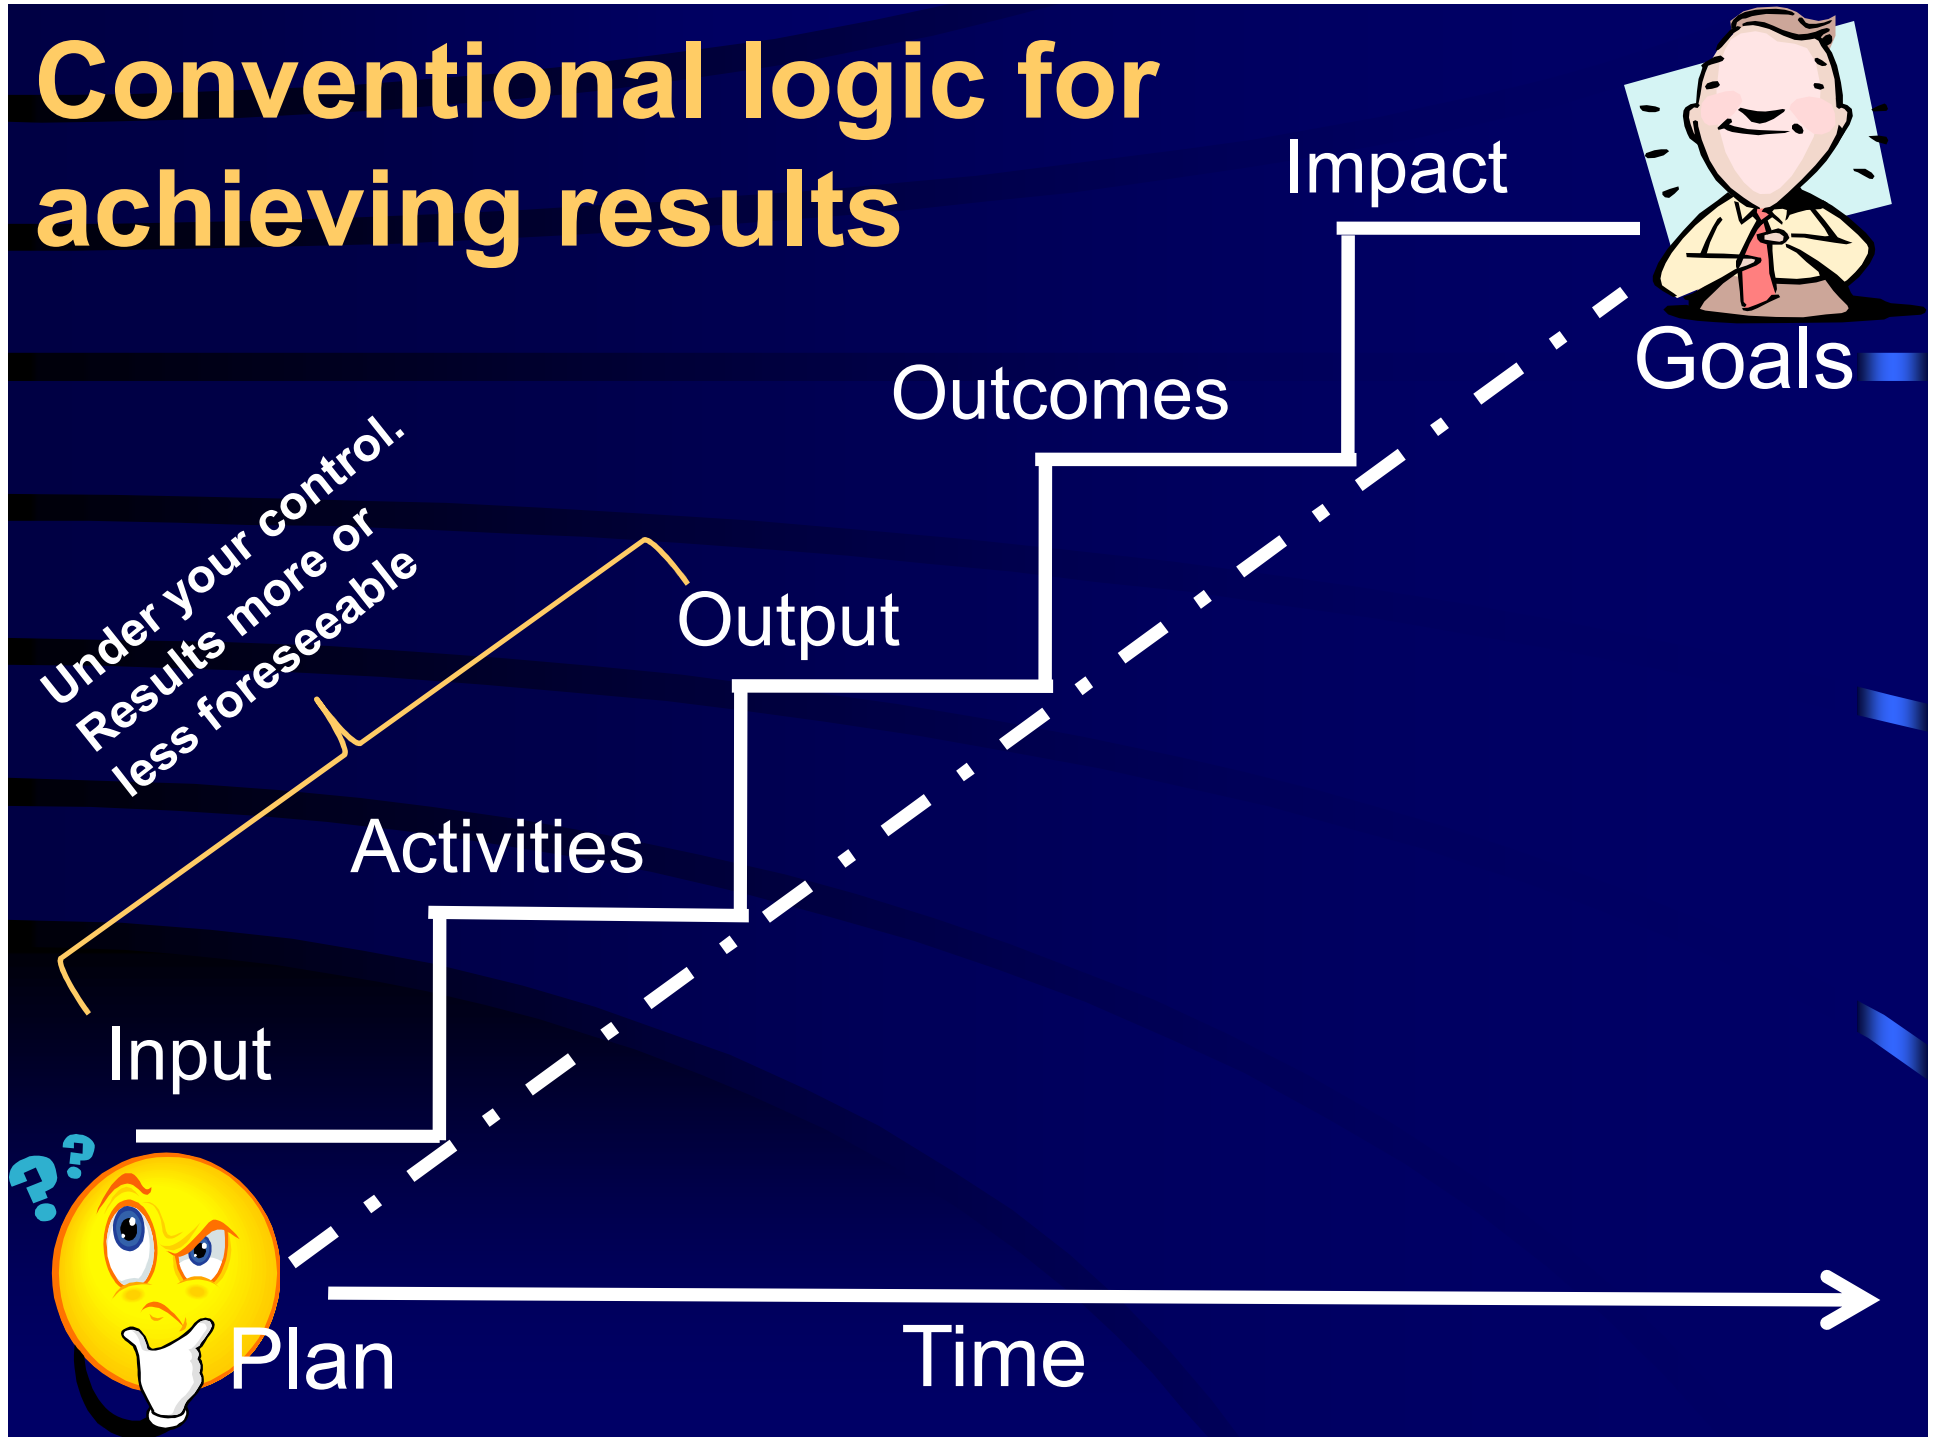 Conventional logic for
achieving results
Impact
Goals
Outcomes
Under your control.
Results more or
less foreseeable
Output
Activities
Input
? ?
Plan
Time